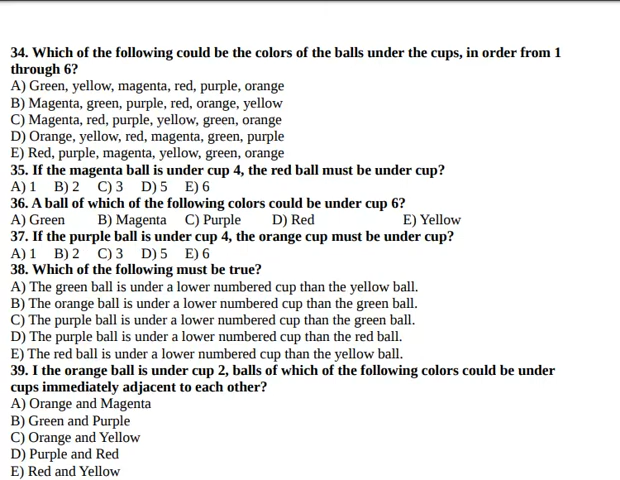 34. Which of the following could be the colors of the balls under the cups, in order from 1
through 6?
A) Green, yellow, magenta, red, purple, orange
B) Magenta, green, purple, red, orange, yellow
C) Magenta, red, purple, yellow, green, orange
D) Orange, yellow, red, magenta, green, purple
E) Red, purple, magenta, yellow, green, orange
35. If the magenta ball is under cup 4, the red ball must be under cup?
A) 1 B) 2 C) 3 D) 5 E) 6
36. A ball of which of the following colors could be under cup 6?
A) Green B) Magenta C) Purple D) Red E) Yellow
37. If the purple ball is under cup 4, the orange cup must be under cup?
A) 1 B) 2 C) 3 D) 5 E) 6
38. Which of the following must be true?
A) The green ball is under a lower numbered cup than the yellow ball.
B) The orange ball is under a lower numbered cup than the green ball.
C) The purple ball is under a lower numbered cup than the green ball.
D) The purple ball is under a lower numbered cup than the red ball.
E) The red ball is under a lower numbered cup than the yellow ball.
39. I the orange ball is under cup 2, balls of which of the following colors could be under
cups immediately adjacent to each other?
A) Orange and Magenta
B) Green and Purple
C) Orange and Yellow
D) Purple and Red
E) Red and Yellow